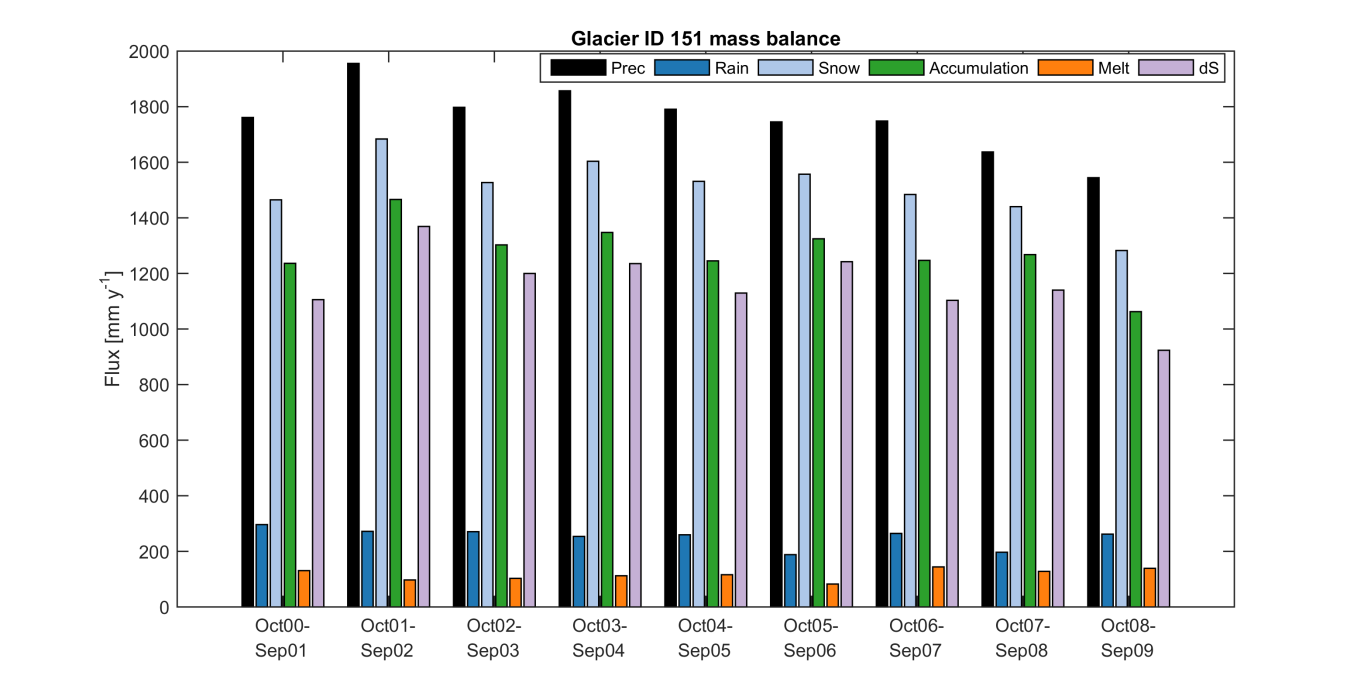 Glacier ID 151 mass balance
Prec Rain Snow Accumulation Melt dS
Flux [mm y-1]
2000
1800
1600
1400
1200
1000
800
600
400
200
0
Oct00- Oct01- Oct02- Oct03- Oct04- Oct05- Oct06- Oct07- Oct08-
Sep01 Sep02 Sep03 Sep04 Sep05 Sep06 Sep07 Sep08 Sep09